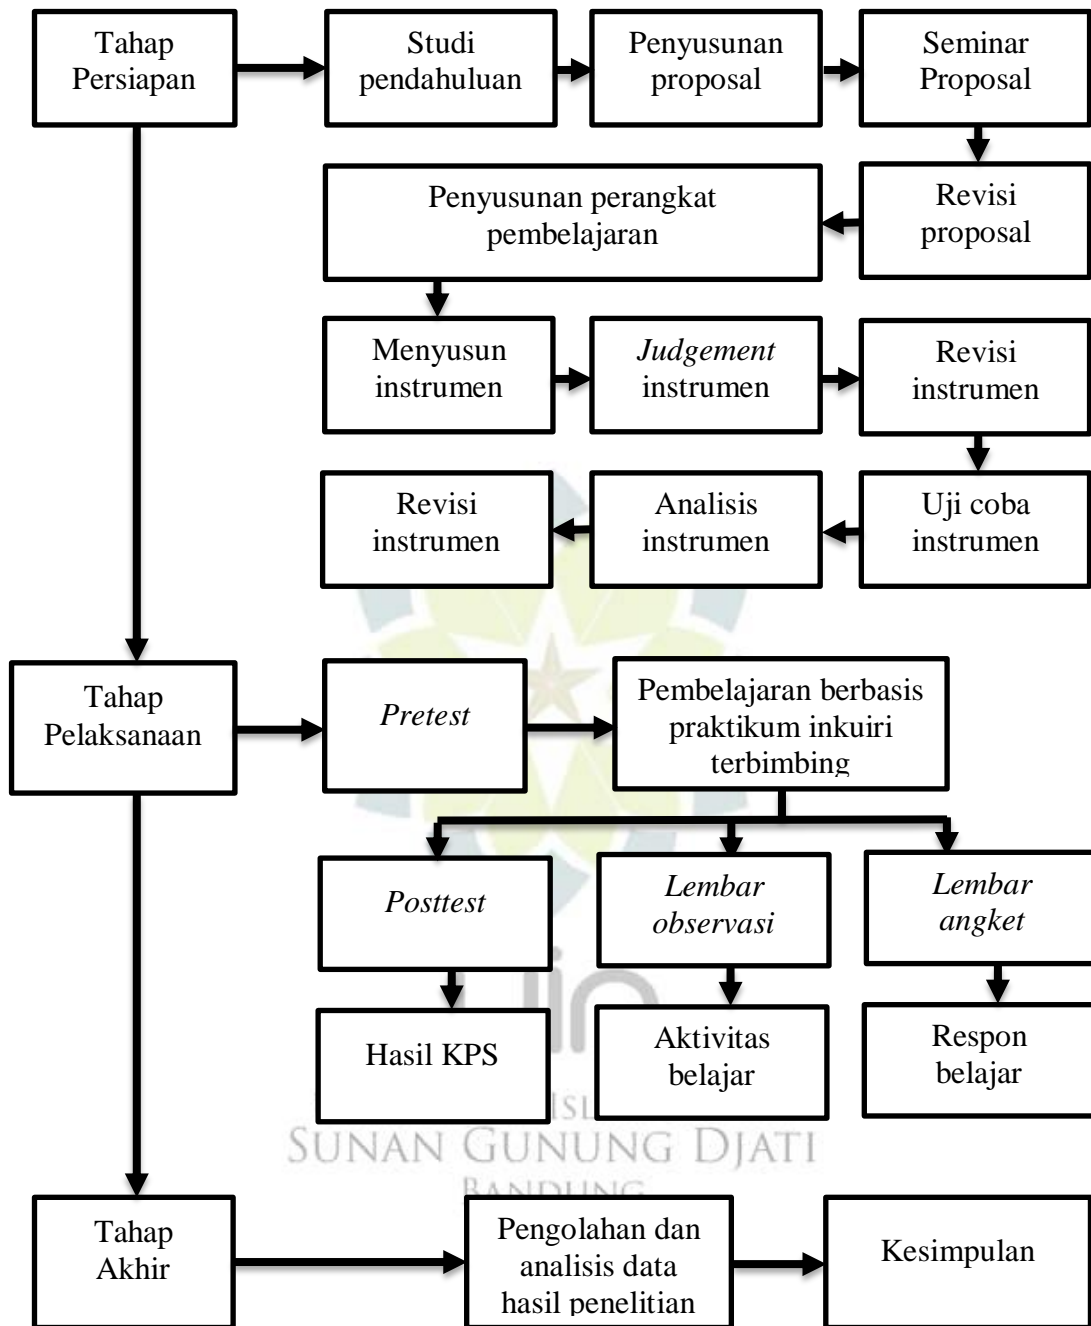 Tahap
Persiapan
Studi
pendahuluan
Penyusunan
proposal
Seminar
Proposal
Penyusunan perangkat
pembelajaran
Revisi
proposal
Menyusun
instrumen
Judgement
instrumen
Revisi
instrumen
Revisi
instrumen
Analisis
instrumen
Uji coba
instrumen
Tahap
Pelaksanaan
Pretest
Pembelajaran berbasis
praktikum inkuiri
terbimbing
Posttest
Lembar
observasi
Lembar
angket
Hasil KPS
Aktivitas
belajar
Respon
belajar
SUNAN GUNUNG DJATI
BANDUNG
Tahap
Akhir
Pengolahan dan
analisis data
hasil penelitian
Kesimpulan